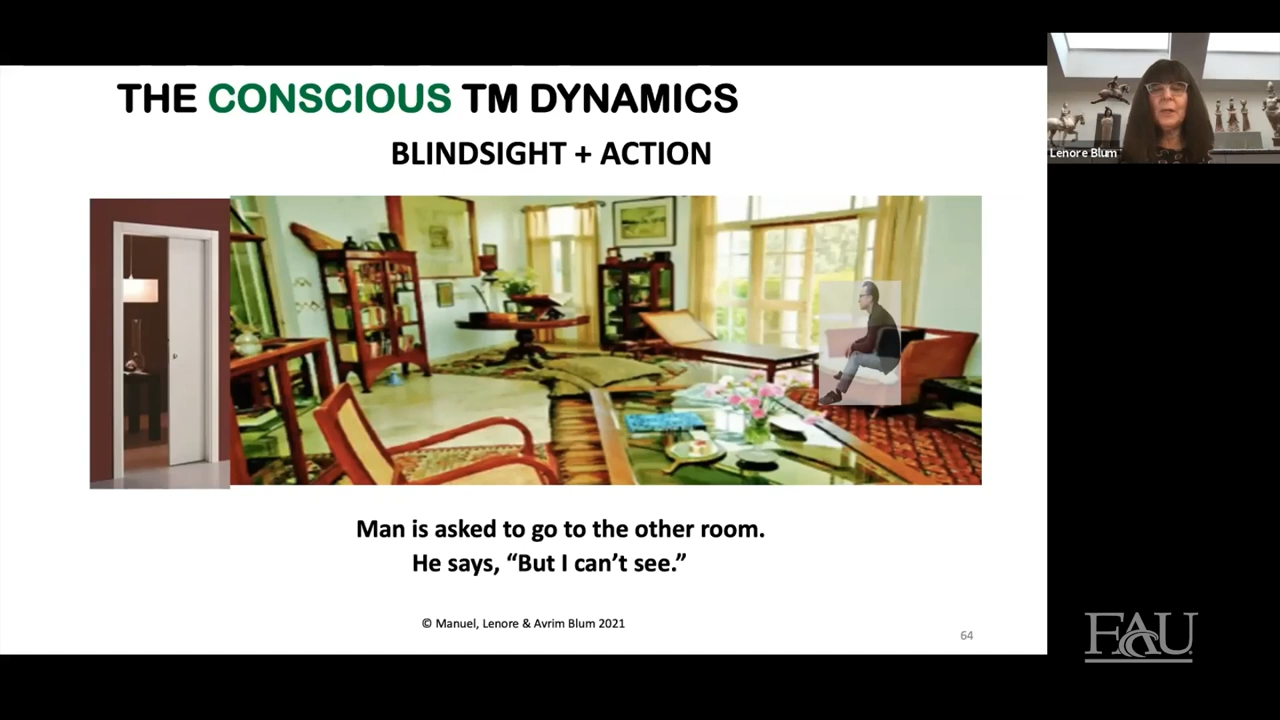 THE CONSCIOUS TM DYNAMICS
BLINDSIGHT + ACTION
Lenore Blum
Man is asked to go to the other room.
He says, “But I can’t see.”
© Manuel, Lenore & Avrim Blum 2021
64
FAU